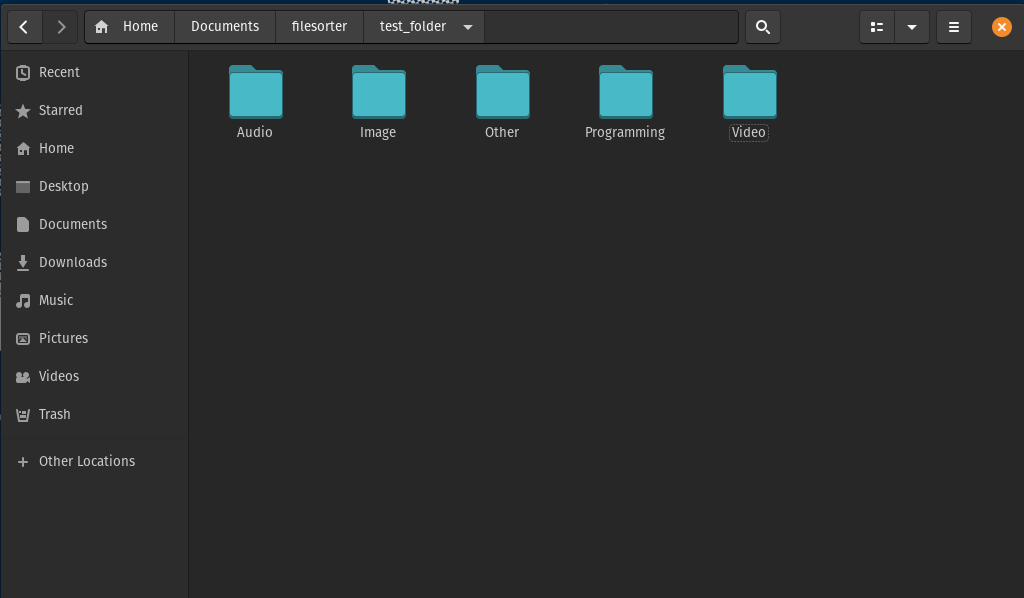 Home Documents filesorter test_folder
Recent
Starred
Home
Desktop
Documents
Downloads
Music
Pictures
Videos
Trash
Other Locations
Audio Image Other Programming Video